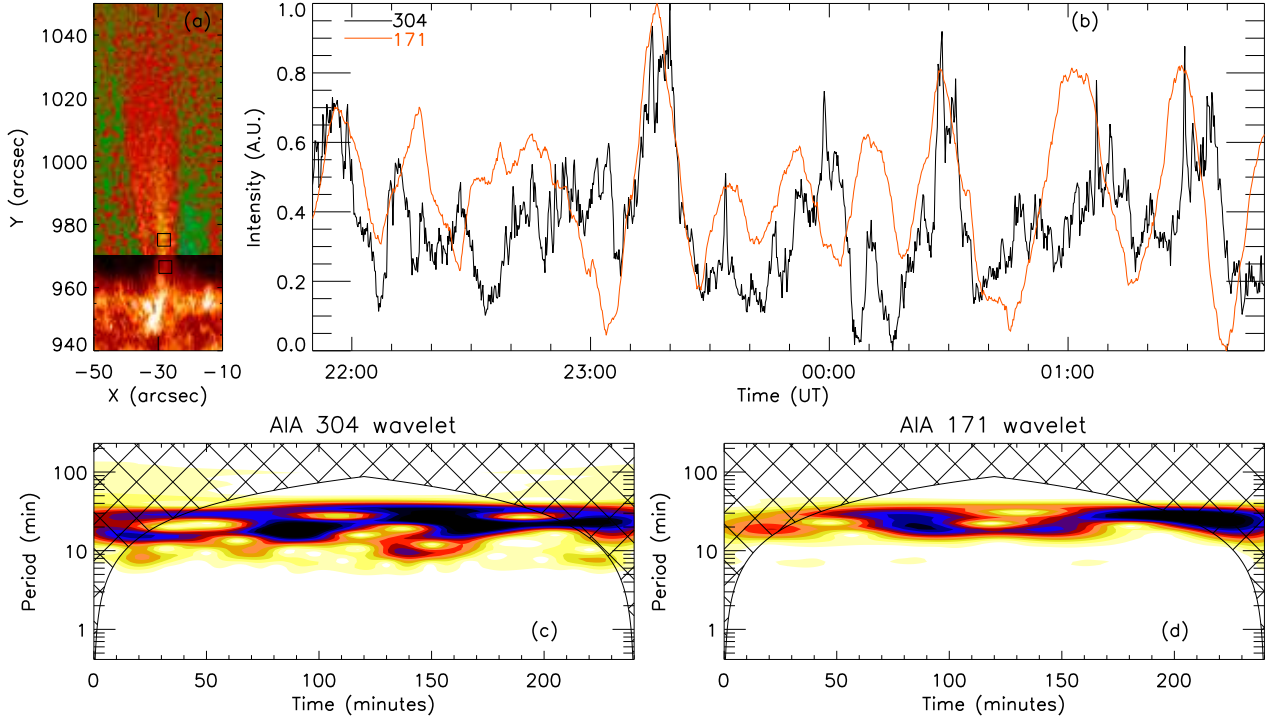 (a)
1040
1020
1000
980
960
940
Y (arcsec)
−50 −30 −10
X (arcsec)
304
171
(b)
1.0
0.8
0.6
0.4
0.2
0.0
Intensity (A.U.)
22:00 23:00 00:00 01:00
Time (UT)
AIA 304 wavelet
100
10
1
Period (min)
(c)
0 50 100 150 200
Time (minutes)
AIA 171 wavelet
100
10
1
Period (min)
(d)
0 50 100 150 200
Time (minutes)